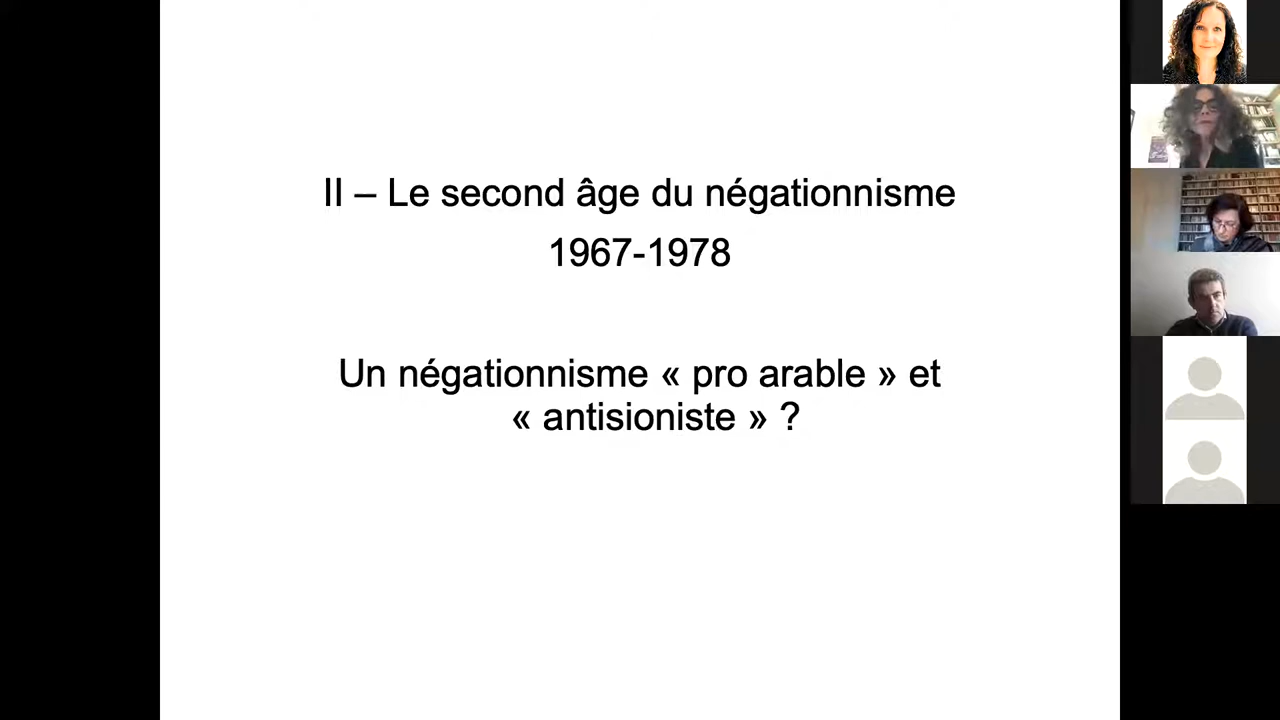 II – Le second âge du négationnisme
1967-1978
Un négationnisme « pro arable » et
« antisioniste » ?